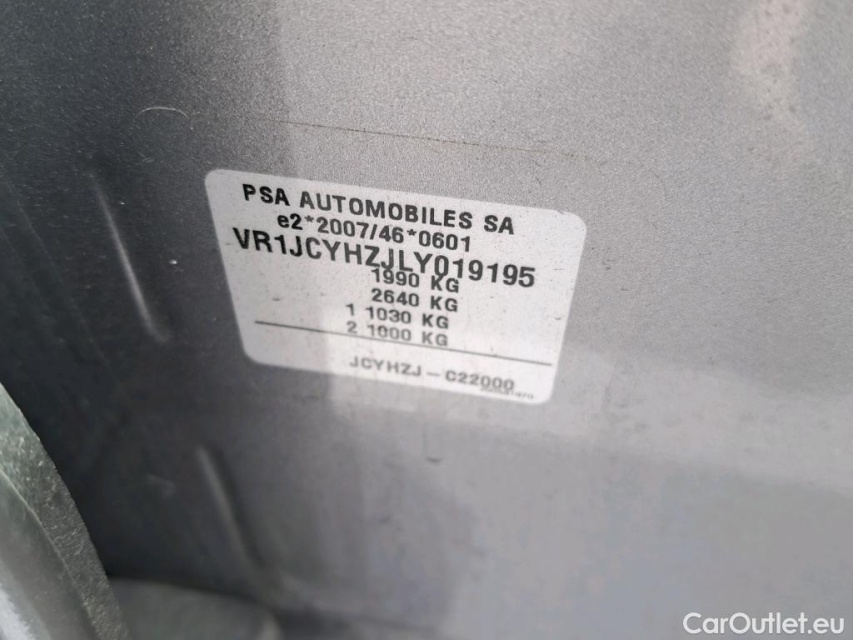 PSA AUTOMOBILES SA
e2*2007/46*0601
VR1JCYHZJLY019195
1990 KG
2640 KG
1 1030 KG
2 1000 KG
JCYHZJ - C22000
CarOutlet.eu